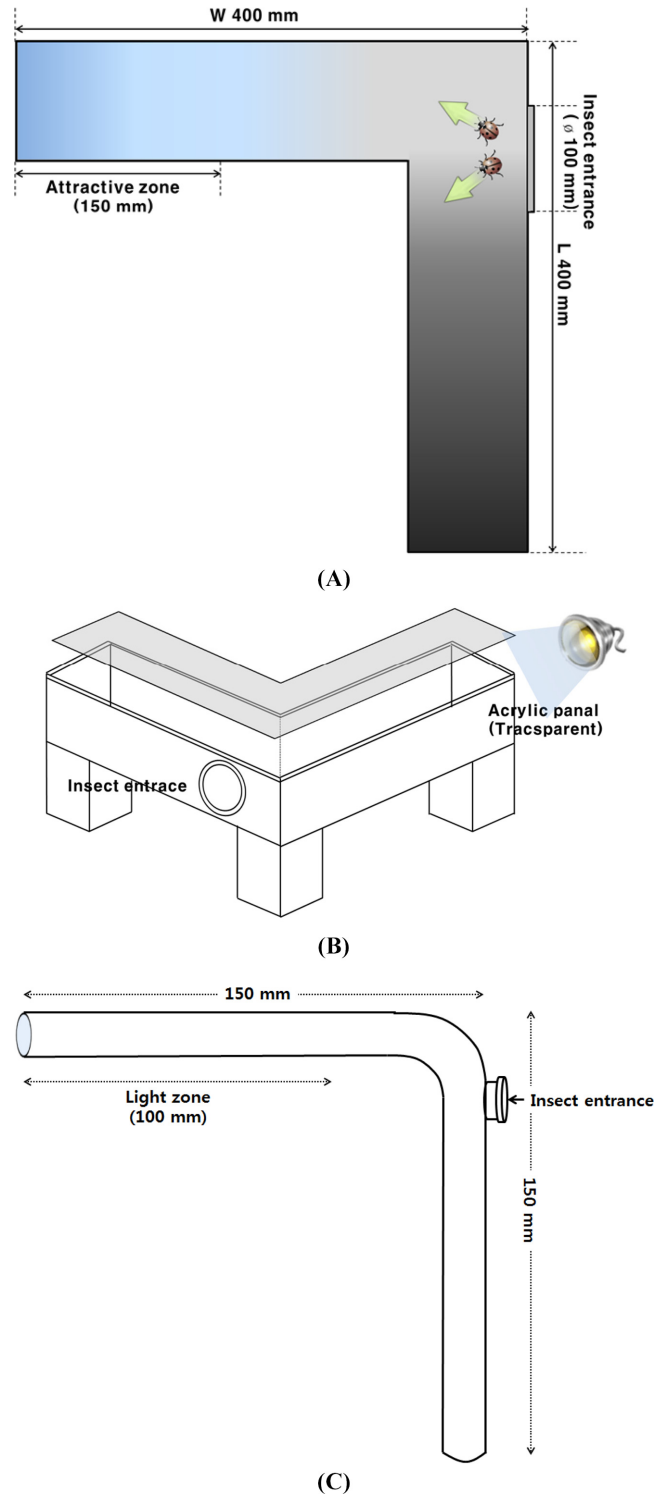 W 400 mm
Insect entrance
( ø 100 mm)
L 400 mm
Attractive zone
(150 mm)
(A)
Acrylic panal
(Tracsparent)
Insect entrace
(B)
150 mm
Light zone
(100 mm)
Insect entrance
150 mm
(C)